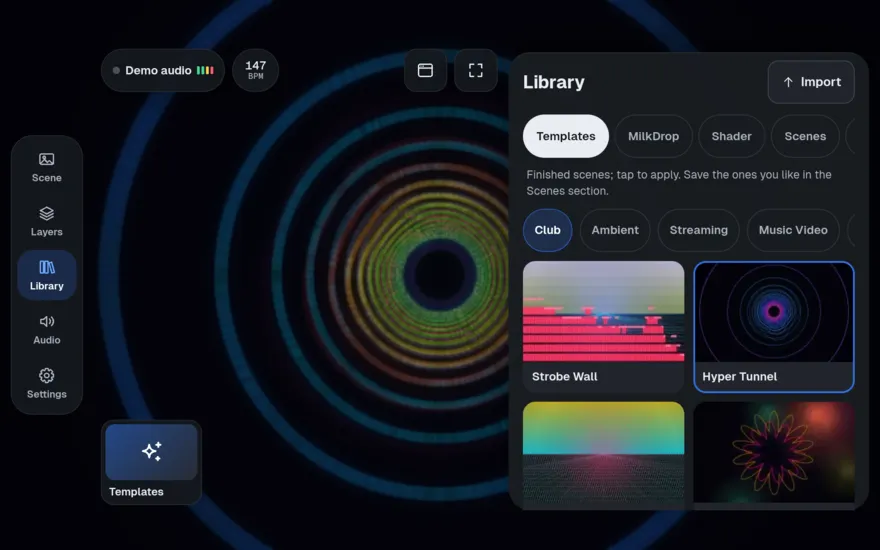 Demo audio
147
BPM
Library
Import
Templates
MilkDrop
Shader
Scenes
Finished scenes; tap to apply. Save the ones you like in the
Scenes section.
Club
Ambient
Streaming
Music Video
Strobe Wall
Hyper Tunnel
Scene
Layers
Library
Audio
Settings
Templates